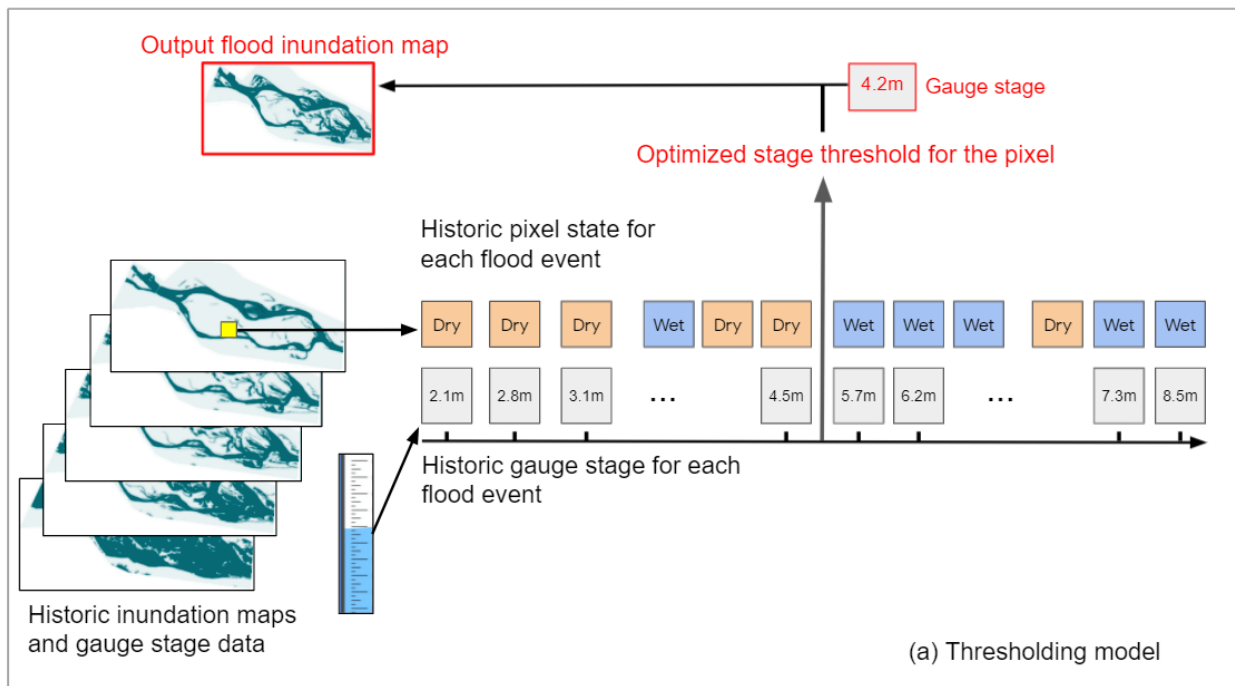 Output flood inundation map
4.2m
Gauge stage
Optimized stage threshold for the pixel
Historic pixel state for
each flood event
Dry Dry Dry Wet Dry Dry Wet Wet Wet Dry Wet Wet
2.1m 2.8m 3.1m ... 4.5m 5.7m 6.2m ... 7.3m 8.5m
Historic gauge stage for each
flood event
Historic inundation maps
and gauge stage data
(a) Thresholding model